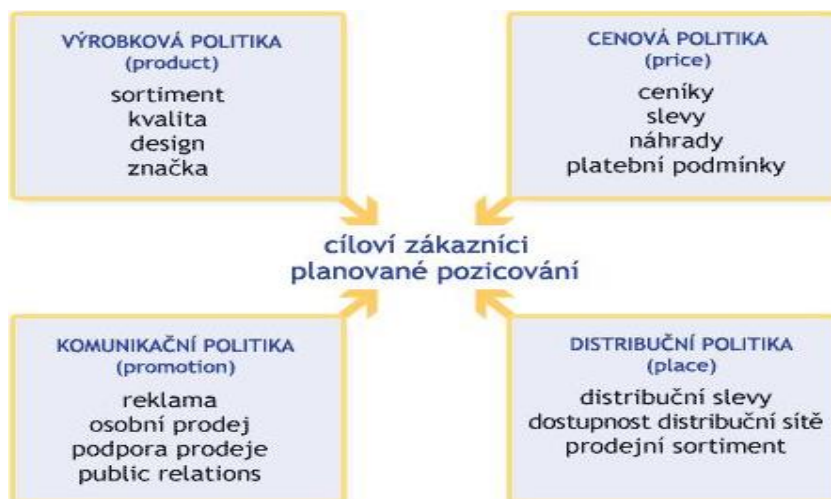 VÝROBKOVÁ POLITIKA
(product)
sortiment
kvalita
design
značka
CENOVÁ POLITIKA
(price)
ceníky
slevy
náhrady
platební podmínky
cíloví zákazníci
planované pozicování
KOMUNIKAČNÍ POLITIKA
(promotion)
reklama
osobní prodej
podpora prodeje
public relations
DISTRIBUČNÍ POLITIKA
(place)
distribuční slevy
dostupnost distribuční sítě
prodejní sortiment